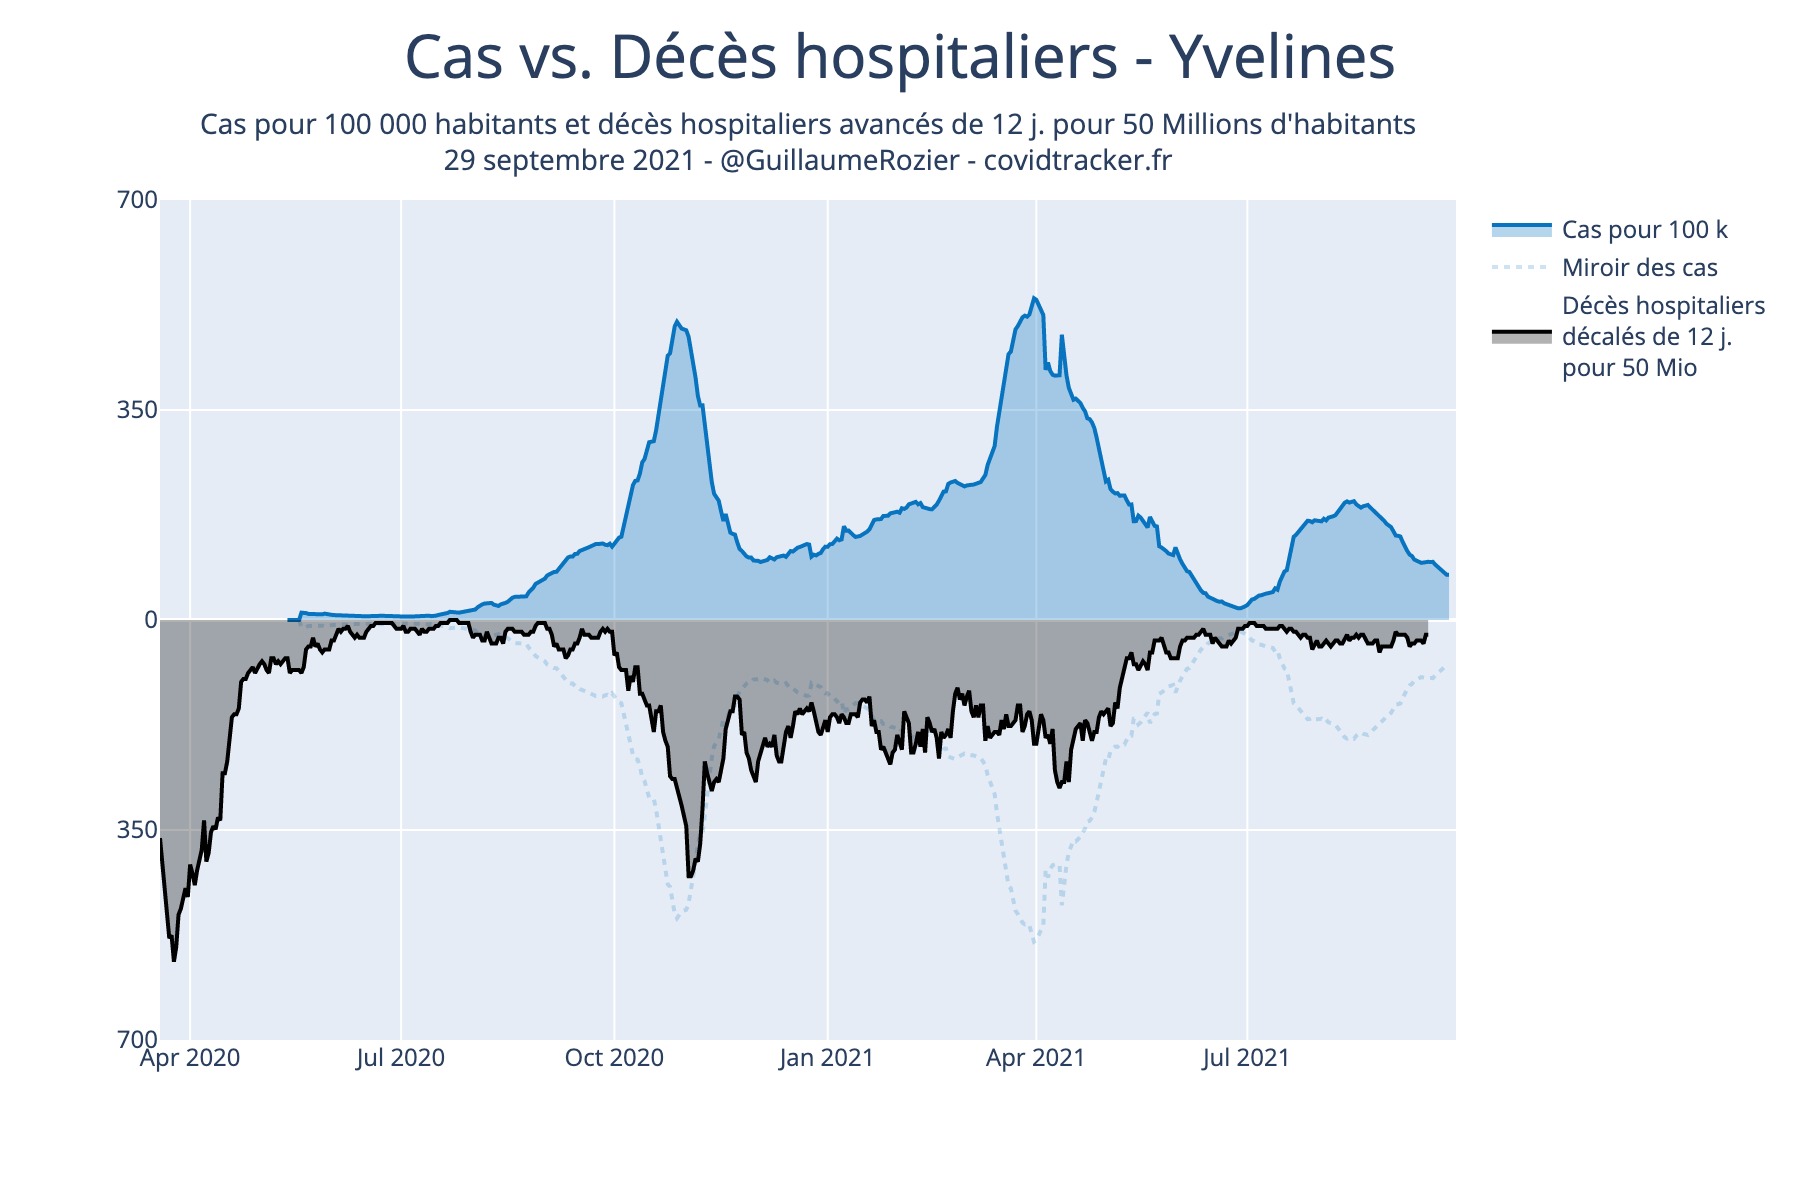 Cas vs. Décès hospitaliers - Yvelines
Cas pour 100 000 habitants et décès hospitaliers avancés de 12 j. pour 50 Millions d'habitants
29 septembre 2021 - @GuillaumeRozier - covidtracker.fr
700
350
0
350
700
Apr 2020
Jul 2020
Oct 2020
Jan 2021
Apr 2021
Jul 2021
Cas pour 100 k
Miroir des cas
Décès hospitaliers
décalés de 12 j.
pour 50 Mio